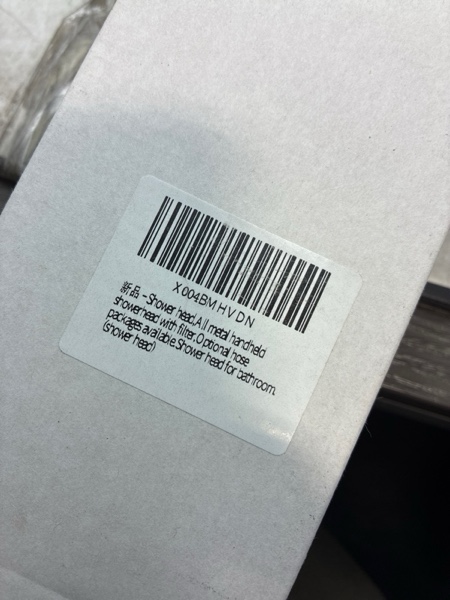 X004BMHVDN
新品 - Shower head, All metal handheld
shower head with filter, Optional hose
packages available, Shower head for bathroom.
(shower head)